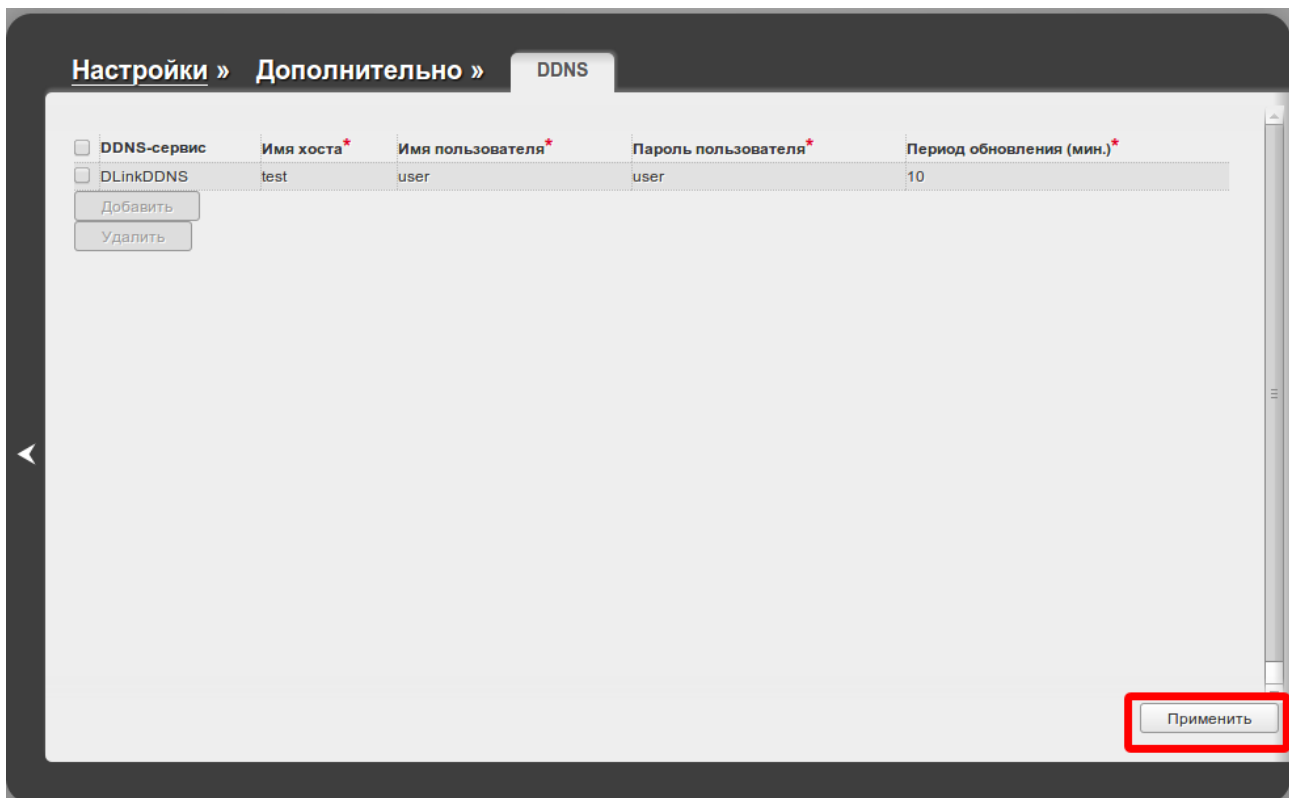 Настройки » Дополнительно » DDNS
DDNS-сервис Имя хоста* Имя пользователя* Пароль пользователя* Период обновления (мин.)*
DLinkDDNS test user user 10
Добавить
Удалить
Применить